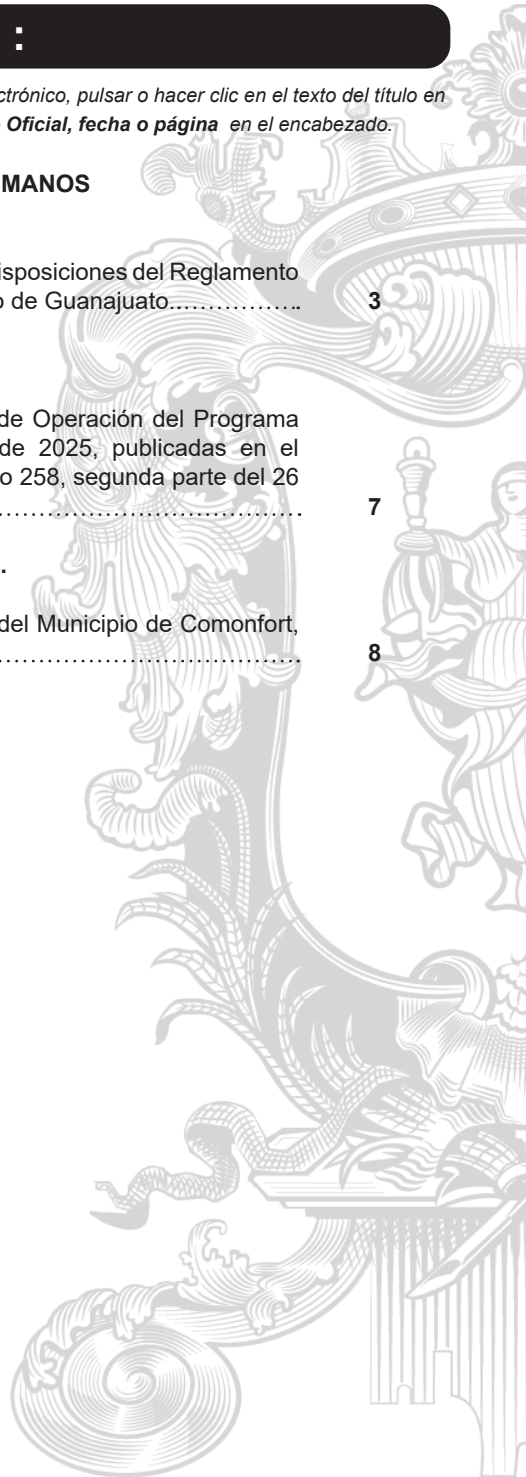 :
ctrónico, pulsar o hacer clic en el texto del título en
Oficial, fecha o página en el encabezado.
MANOS
isposiciones del Reglamento
o de Guanajuato................. 3
de Operación del Programa
de 2025, publicadas en el
o 258, segunda parte del 26
.......................................... 7
.
del Municipio de Comonfort,
.......................................... 8